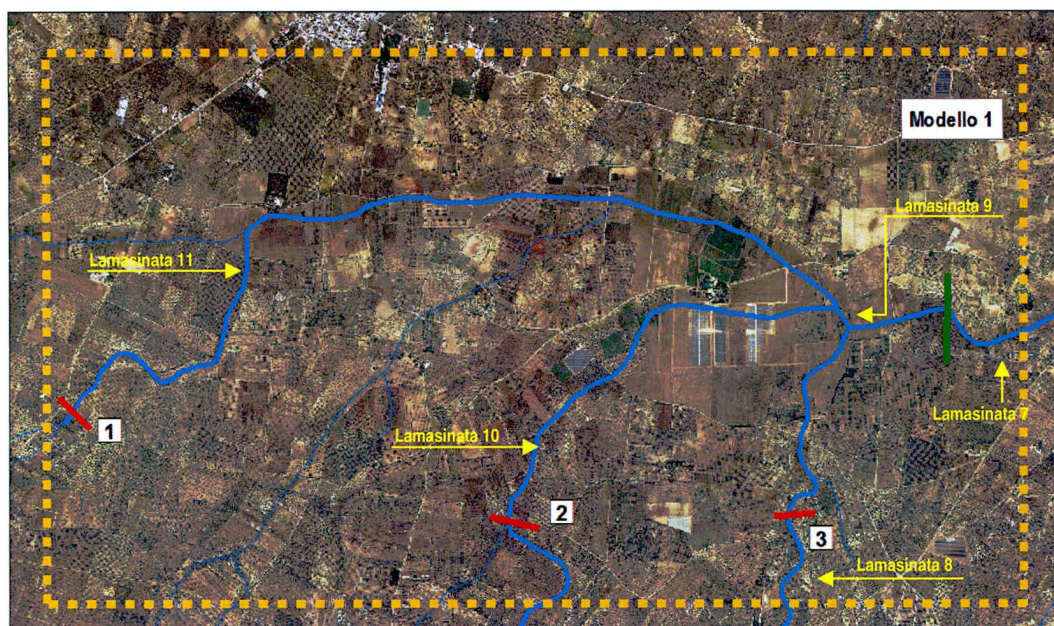 Modello 1
Lamasinata 9
Lamasinata 11
Lamasinata 7
1
Lamasinata 10
2
3
Lamasinata 8